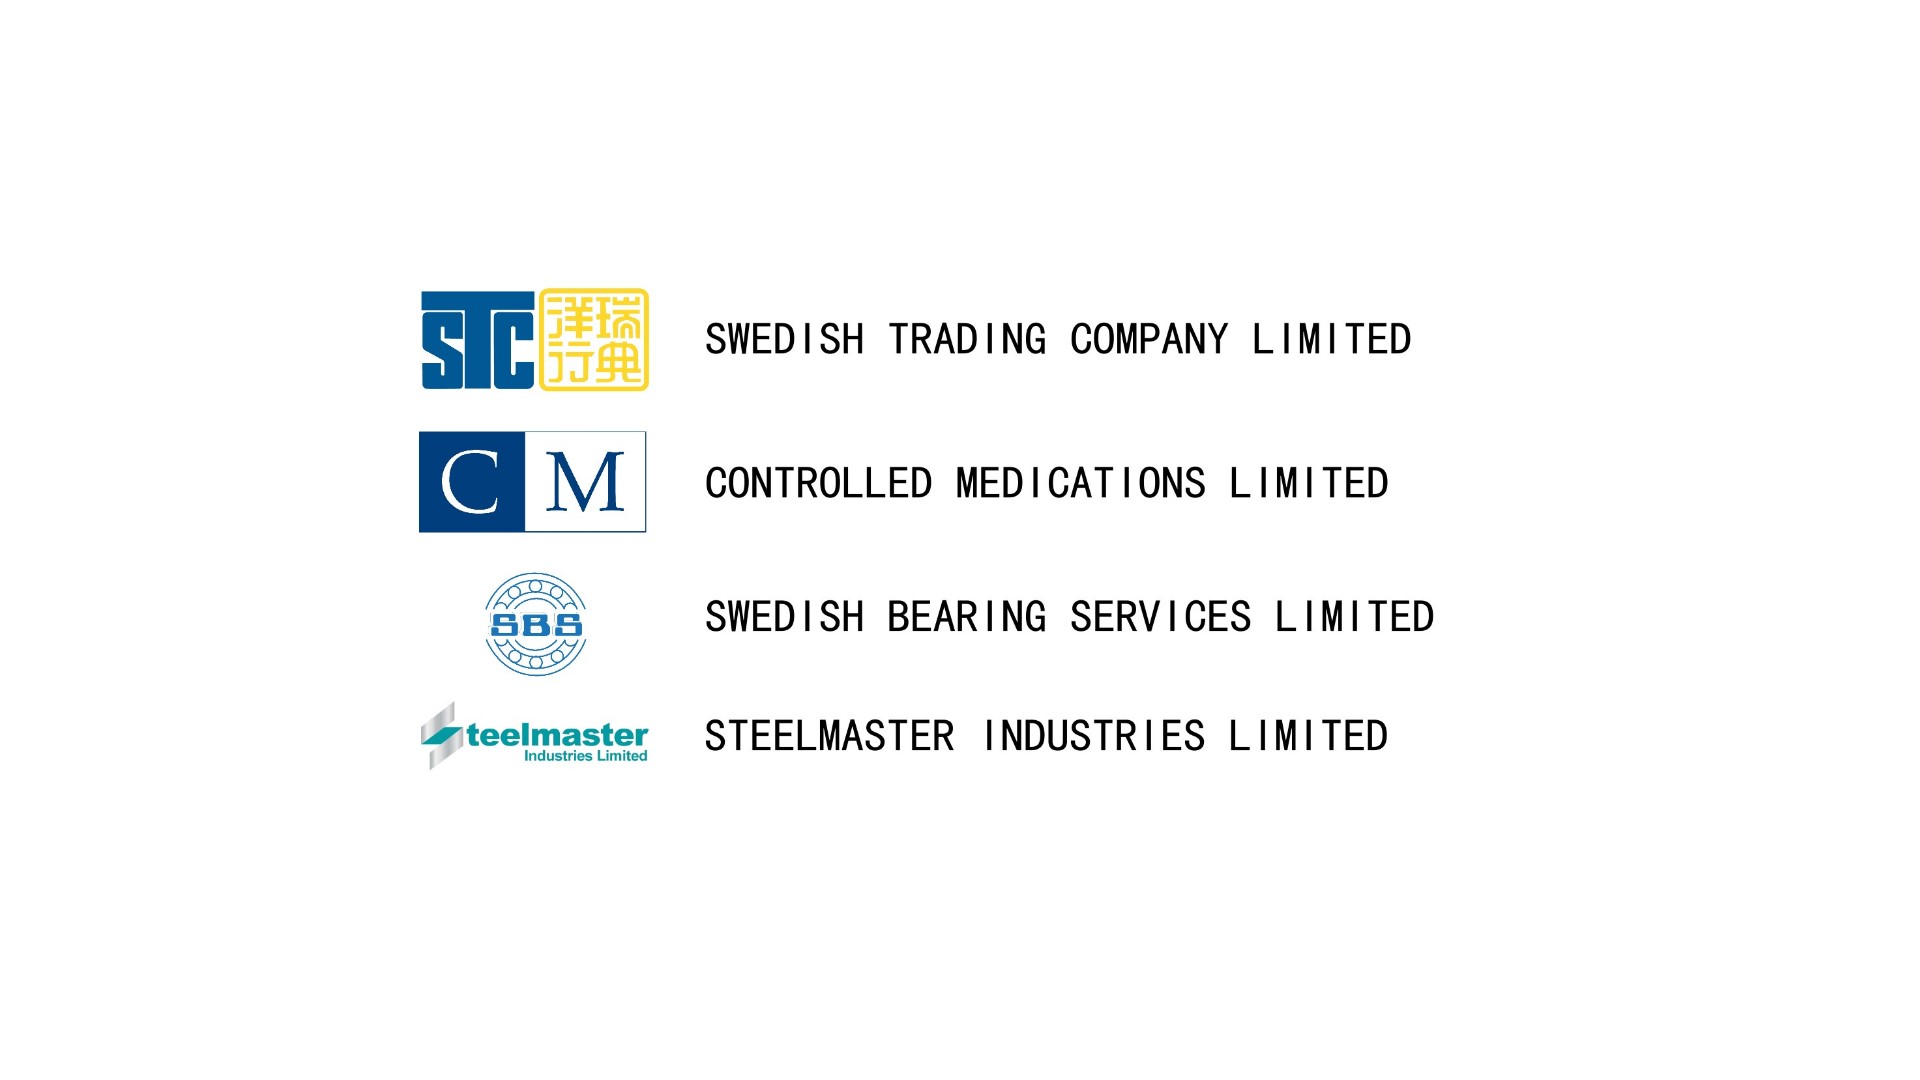 STC 瑞典洋行 SWEDISH TRADING COMPANY LIMITED
C M CONTROLLED MEDICATIONS LIMITED
SBS SWEDISH BEARING SERVICES LIMITED
Steelmaster STEELMASTER INDUSTRIES LIMITED
Industries Limited